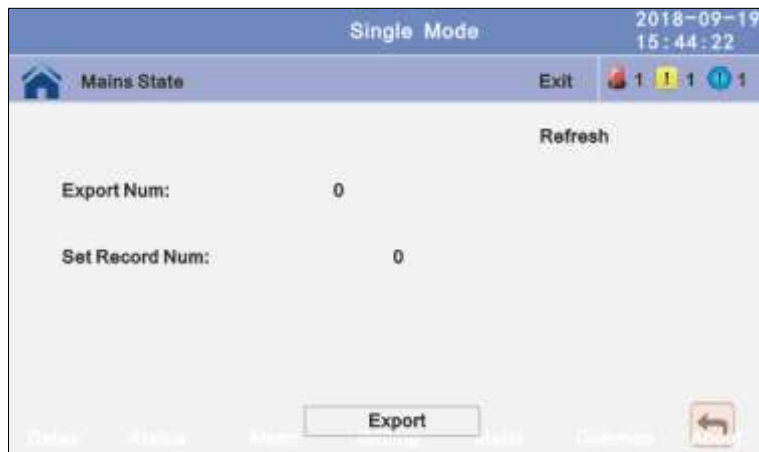 Single Mode
2018-09-19
15:44:22
Mains State
Exit
1
1
1
Refresh
Export Num: 0
Set Record Num: 0
Export